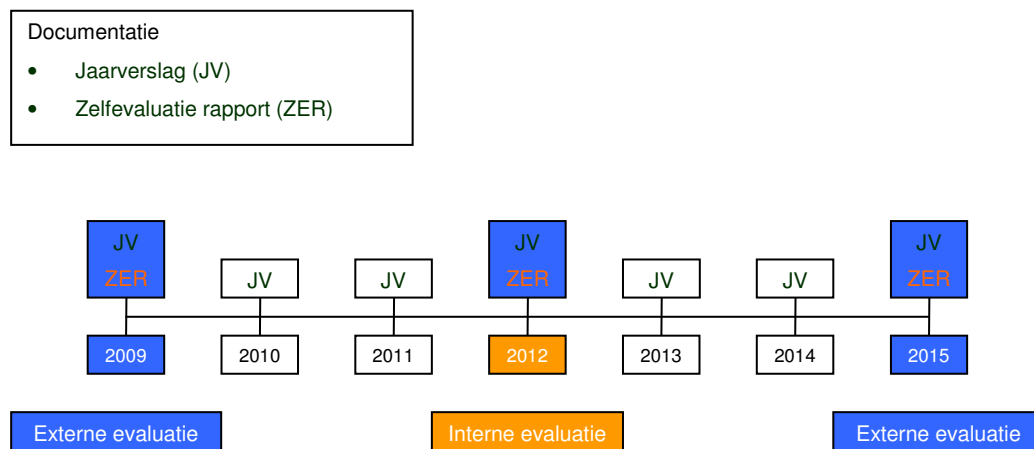 Documentatie
• Jaarverslag (JV)
• Zelfevaluatie rapport (ZER)
JV JV JV
ZER JV JV ZER JV JV ZER
2009 2010 2011 2012 2013 2014 2015
Externe evaluatie Interne evaluatie Externe evaluatie